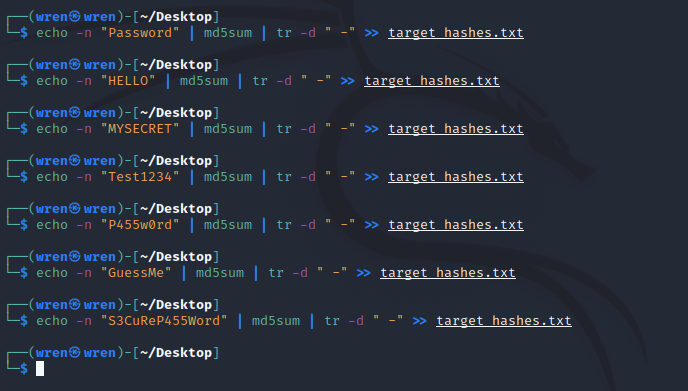 ┌──(wren㉿wren)-[~/Desktop]
└─$ echo -n "Password" | md5sum | tr -d " -" >> target_hashes.txt
┌──(wren㉿wren)-[~/Desktop]
└─$ echo -n "HELLO" | md5sum | tr -d " -" >> target_hashes.txt
┌──(wren㉿wren)-[~/Desktop]
└─$ echo -n "MYSECRET" | md5sum | tr -d " -" >> target_hashes.txt
┌──(wren㉿wren)-[~/Desktop]
└─$ echo -n "Test1234" | md5sum | tr -d " -" >> target_hashes.txt
┌──(wren㉿wren)-[~/Desktop]
└─$ echo -n "P455w0rd" | md5sum | tr -d " -" >> target_hashes.txt
┌──(wren㉿wren)-[~/Desktop]
└─$ echo -n "GuessMe" | md5sum | tr -d " -" >> target_hashes.txt
┌──(wren㉿wren)-[~/Desktop]
└─$ echo -n "S3CuReP455Word" | md5sum | tr -d " -" >> target_hashes.txt
┌──(wren㉿wren)-[~/Desktop]
└─$